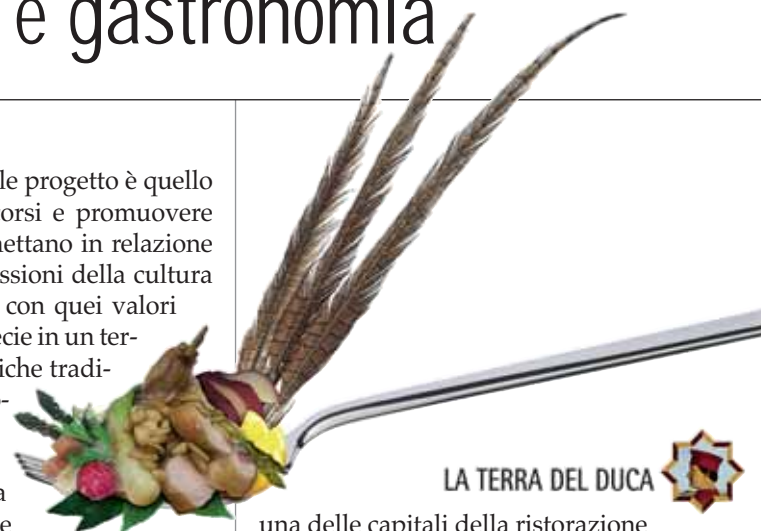 e gastronomia
le progetto è quello
orsi e promuovere
nettano in relazione
ssioni della cultura
con quei valori
ecie in un ter-
iche tradi-
a
e
LA TERRA DEL DUCA
una delle capitali della ristorazione